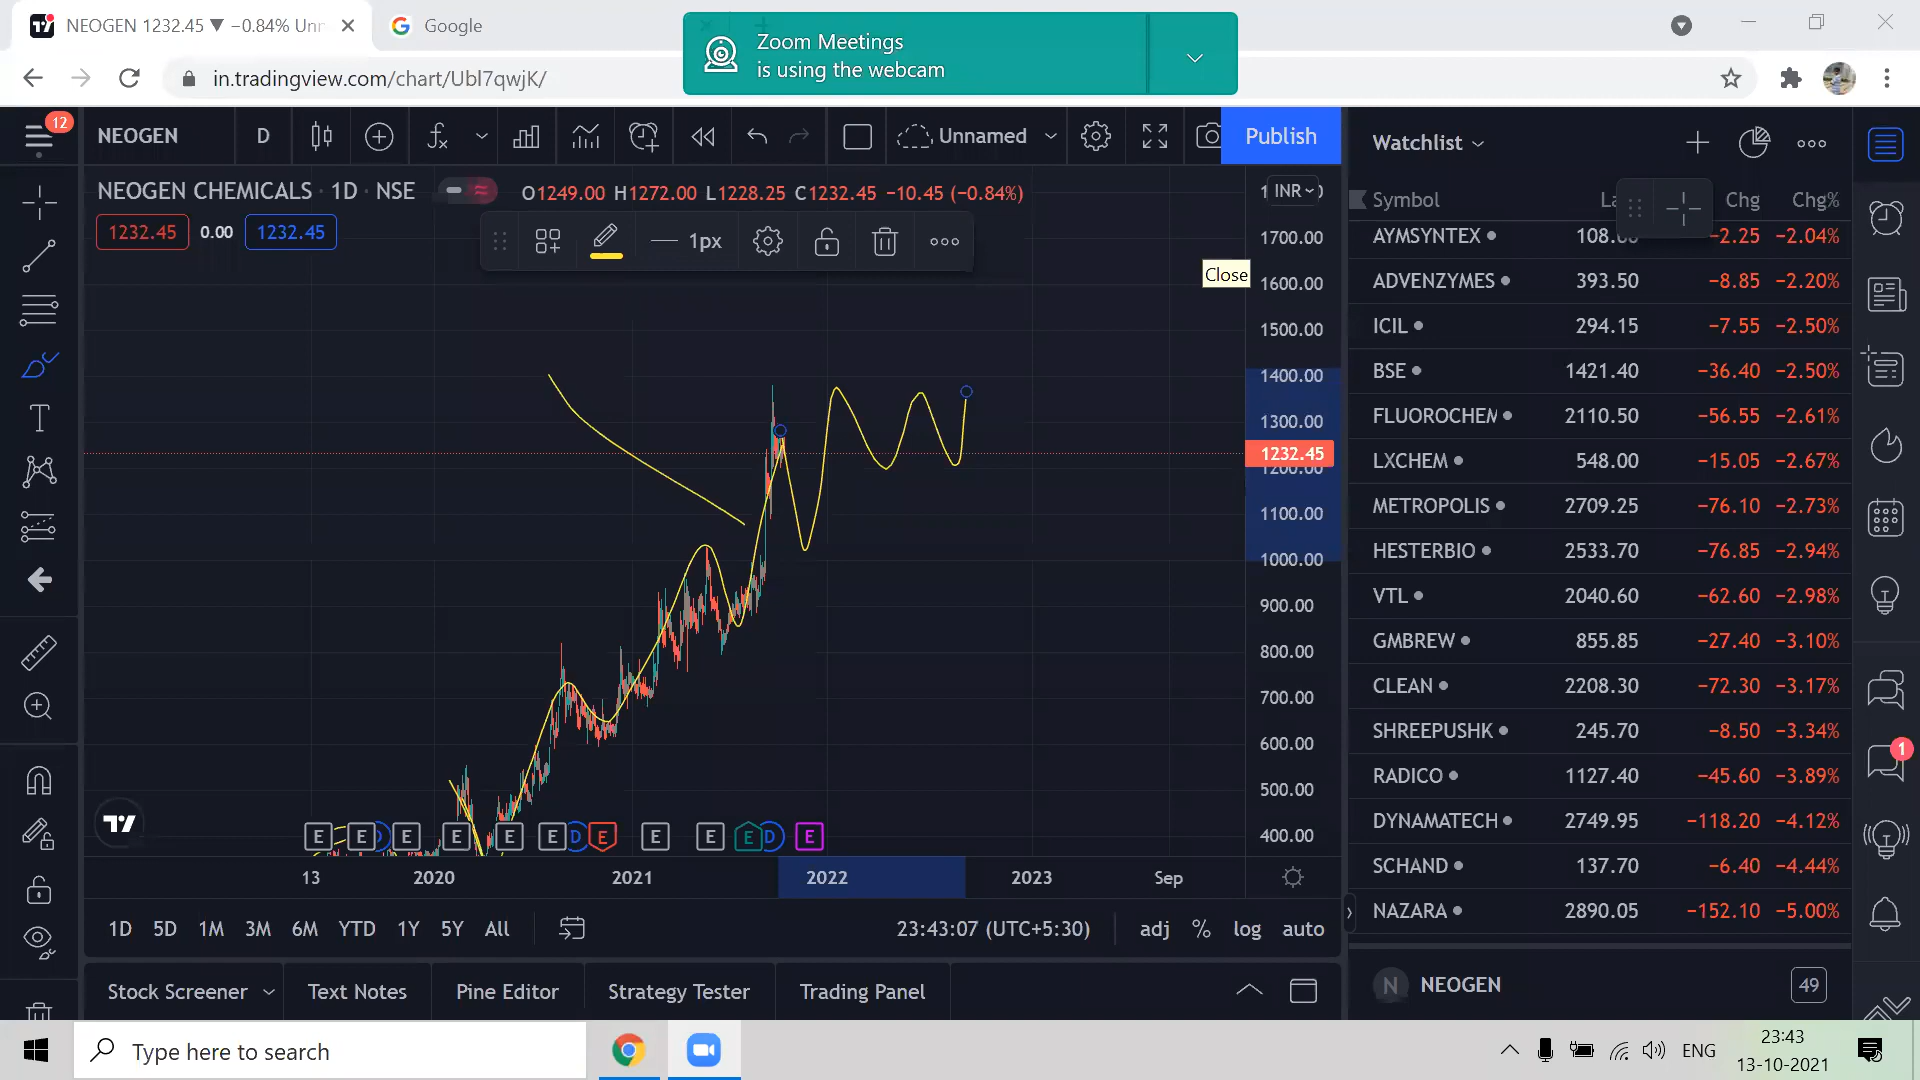 NEOGEN 1232.45 ▼ −0.84% Unn
Google
Zoom Meetings
is using the webcam
in.tradingview.com/chart/Ubl7qwjK/
12
NEOGEN
D
Unnamed
Publish
Watchlist
NEOGEN CHEMICALS · 1D · NSE
O1249.00 H1272.00 L1228.25 C1232.45 −10.45 (−0.84%)
INR
1232.45 0.00 1232.45
1px
Close
Symbol Chg Chg%
1700.00
1600.00
1500.00
1400.00
1300.00
1232.45
1200.00
1100.00
1000.00
900.00
800.00
700.00
600.00
500.00
400.00
AYMSYNTEX −2.25 −2.04%
ADVENZYMES 393.50 −8.85 −2.20%
ICIL 294.15 −7.55 −2.50%
BSE 1421.40 −36.40 −2.50%
FLUOROCHEM 2110.50 −56.55 −2.61%
LXCHEM 548.00 −15.05 −2.67%
METROPOLIS 2709.25 −76.10 −2.73%
HESTERBIO 2533.70 −76.85 −2.94%
VTL 2040.60 −62.60 −2.98%
GMBREW 855.85 −27.40 −3.10%
CLEAN 2208.30 −72.30 −3.17%
SHREEPUSHK 245.70 −8.50 −3.34%
RADICO 1127.40 −45.60 −3.89%
DYNAMATECH 2749.95 −118.20 −4.12%
SCHAND 137.70 −6.40 −4.44%
NAZARA 2890.05 −152.10 −5.00%
1
E E D E E E E D E E E E D E
13 2020 2021 2022 2023 Sep
1D 5D 1M 3M 6M YTD 1Y 5Y All
23:43:07 (UTC+5:30) adj % log auto
Stock Screener Text Notes Pine Editor Strategy Tester Trading Panel
N NEOGEN 49
Type here to search
ENG
23:43
13-10-2021